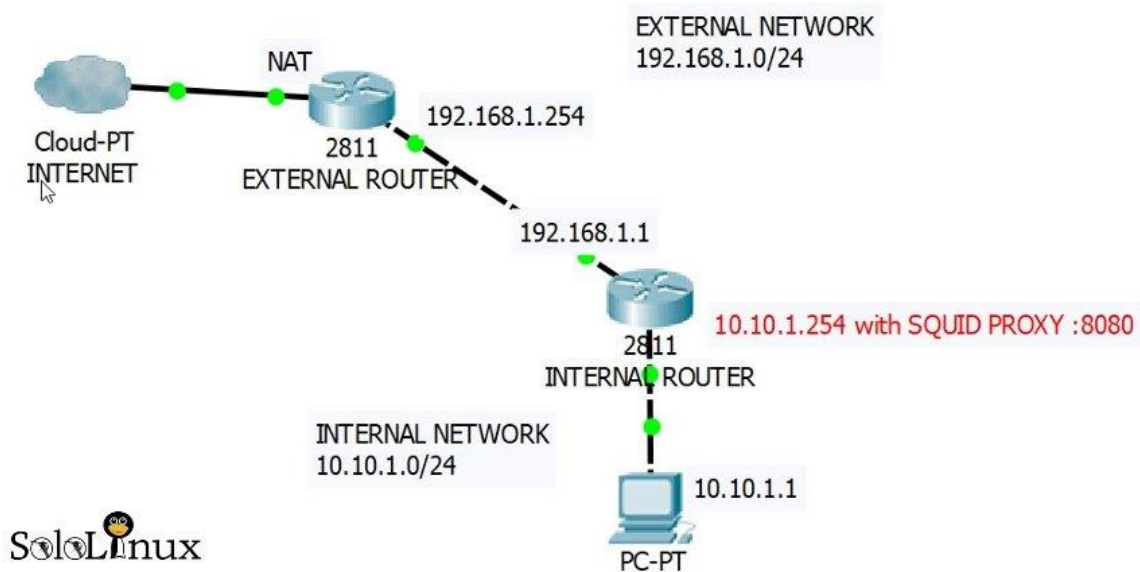 EXTERNAL NETWORK
192.168.1.0/24
NAT
192.168.1.254
Cloud-PT
INTERNET
2811
EXTERNAL ROUTER
192.168.1.1
10.10.1.254 with SQUID PROXY :8080
2811
INTERNAL ROUTER
INTERNAL NETWORK
10.10.1.0/24
10.10.1.1
PC-PT
SoloLinux